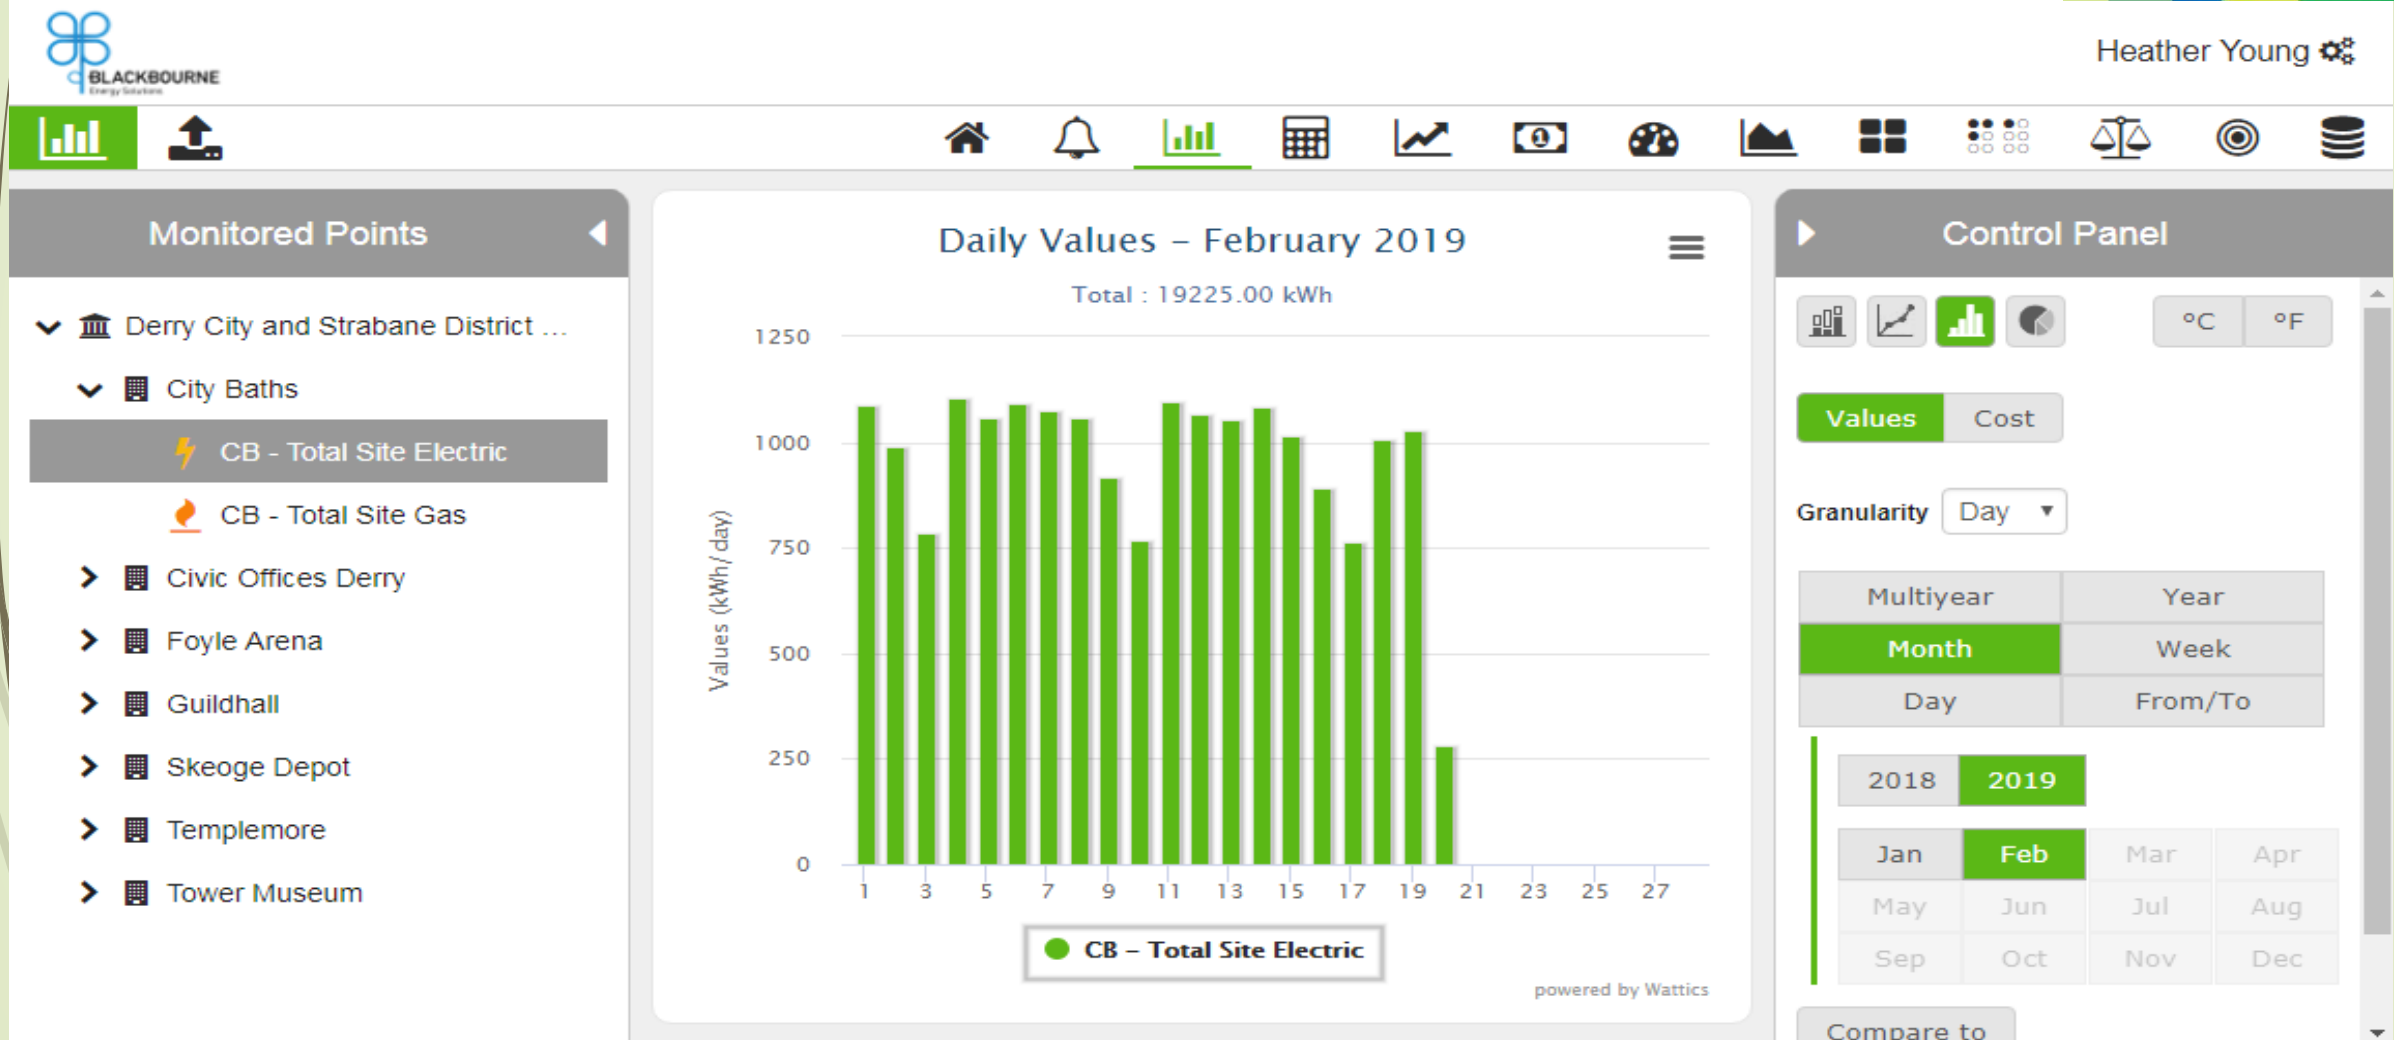 BLACKBOURNE
Energy Solutions
Heather Young
Monitored Points
Derry City and Strabane District ...
City Baths
CB - Total Site Electric
CB - Total Site Gas
Civic Offices Derry
Foyle Arena
Guildhall
Skeoge Depot
Templemore
Tower Museum
Daily Values – February 2019
Total : 19225.00 kWh
Values (kWh/day)
1250
1000
750
500
250
0
1 3 5 7 9 11 13 15 17 19 21 23 25 27
CB – Total Site Electric
powered by Wattics
Control Panel
°C °F
Values Cost
Granularity Day
Multiyear Year
Month Week
Day From/To
2018 2019
Jan Feb Mar Apr
May Jun Jul Aug
Sep Oct Nov Dec
Compare to